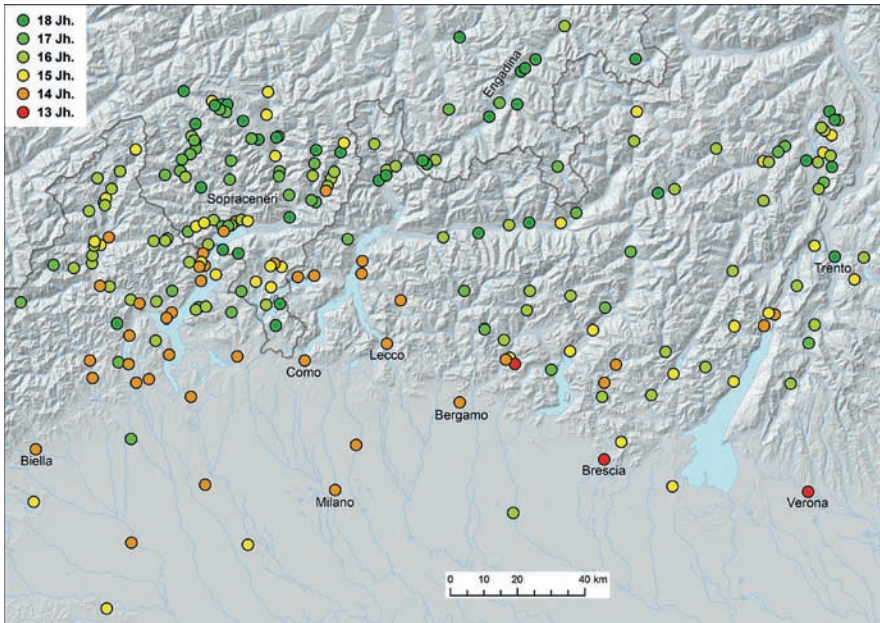 18 Jh.
17 Jh.
16 Jh.
15 Jh.
14 Jh.
13 Jh.
Engadina
Sopraceneri
Trento
Lecco
Como
Bergamo
Biella
Brescia
Milano
Verona
0 10 20 40 km